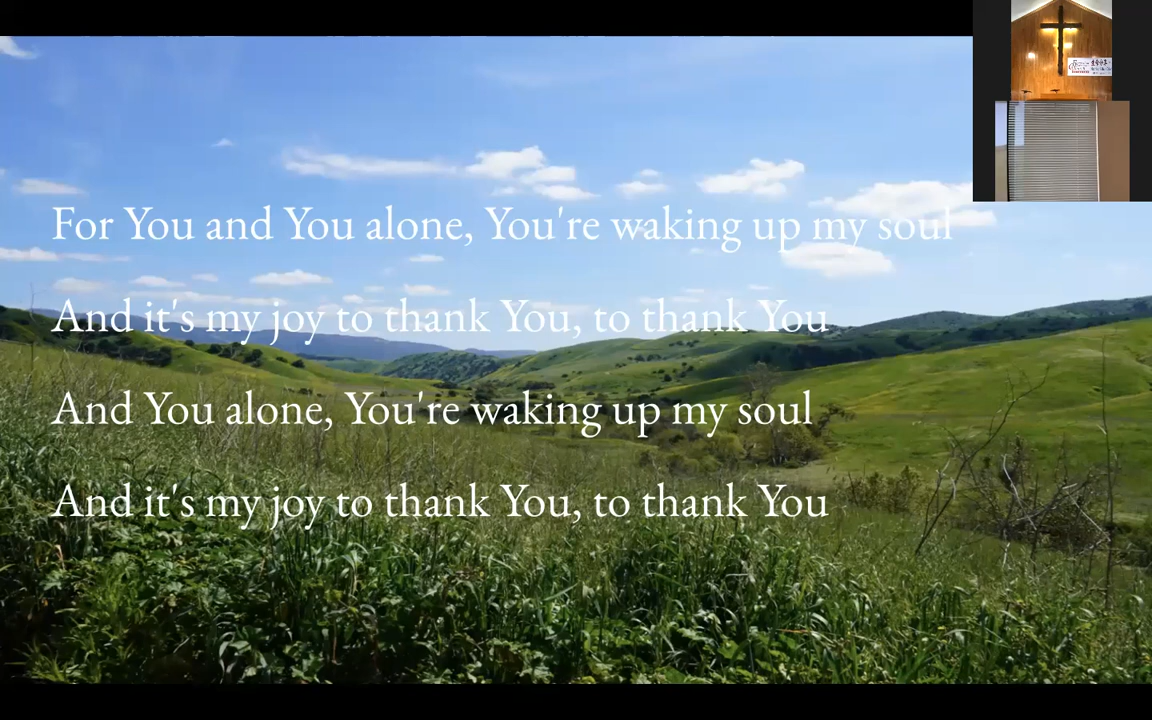 For You and You alone, You're waking up my soul
And it's my joy to thank You, to thank You
And You alone, You're waking up my soul
And it's my joy to thank You, to thank You